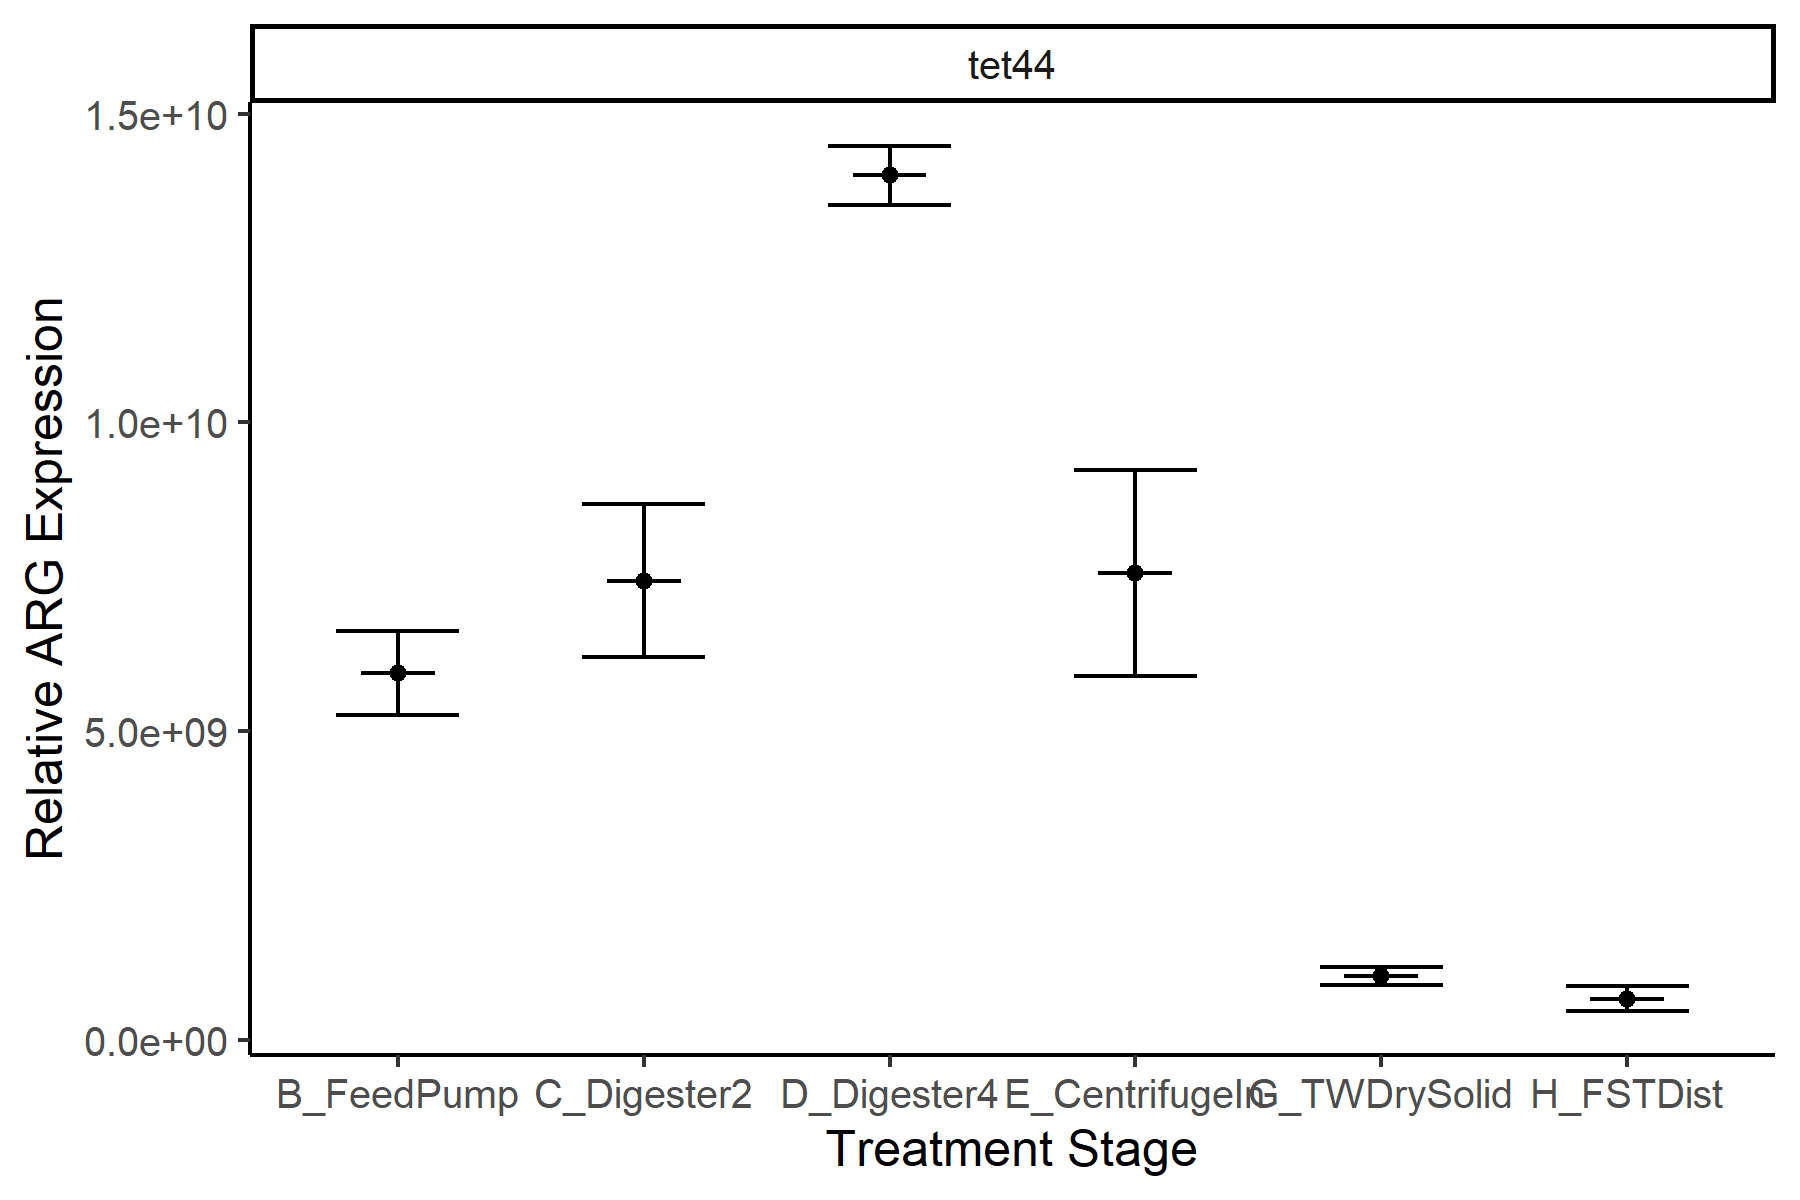 tet44
Relative ARG Expression
1.5e+10
1.0e+10
5.0e+09
0.0e+00
B_FeedPump C_Digester2 D_Digester4 E_CentrifugeIn G_TWDrySolid H_FSTDist
Treatment Stage